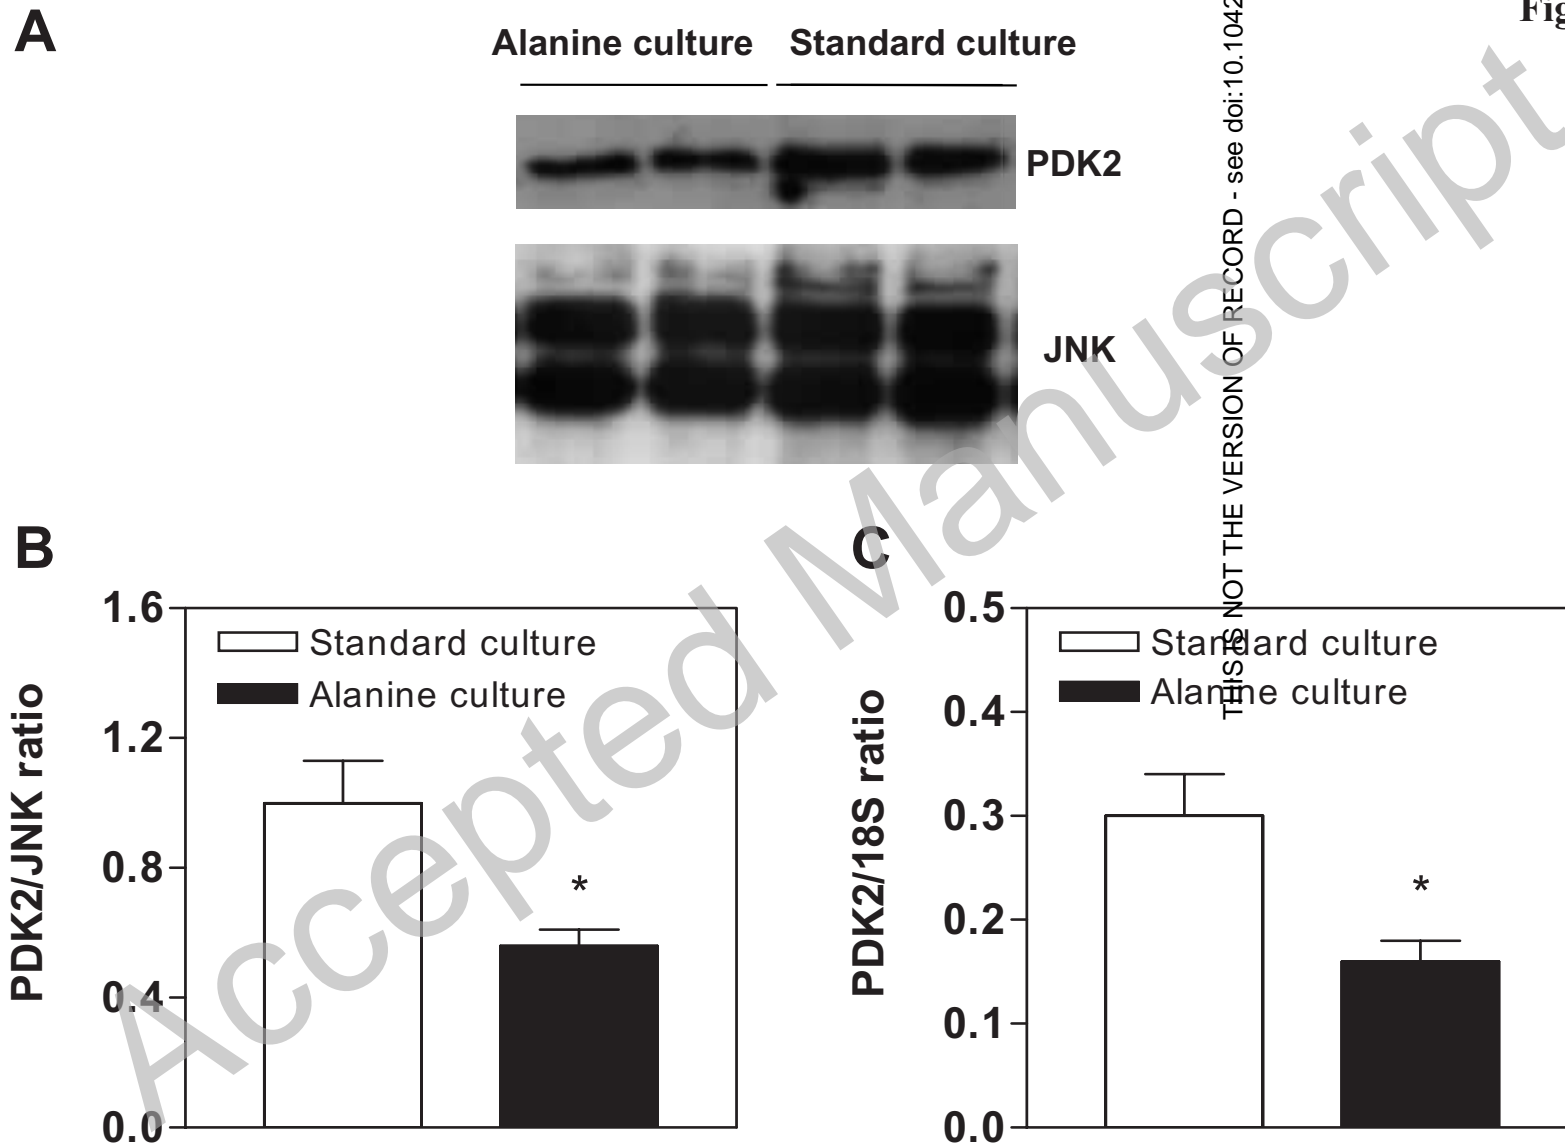 Fig
A
Alanine culture Standard culture
PDK2
JNK
THIS IS NOT THE VERSION OF RECORD - see doi:10.1042
Accepted Manuscript
B
1.6
1.2
0.8
0.4
0.0
PDK2/JNK ratio
Standard culture
Alanine culture
*
C
0.5
0.4
0.3
0.2
0.1
0.0
PDK2/18S ratio
Standard culture
Alanine culture
*